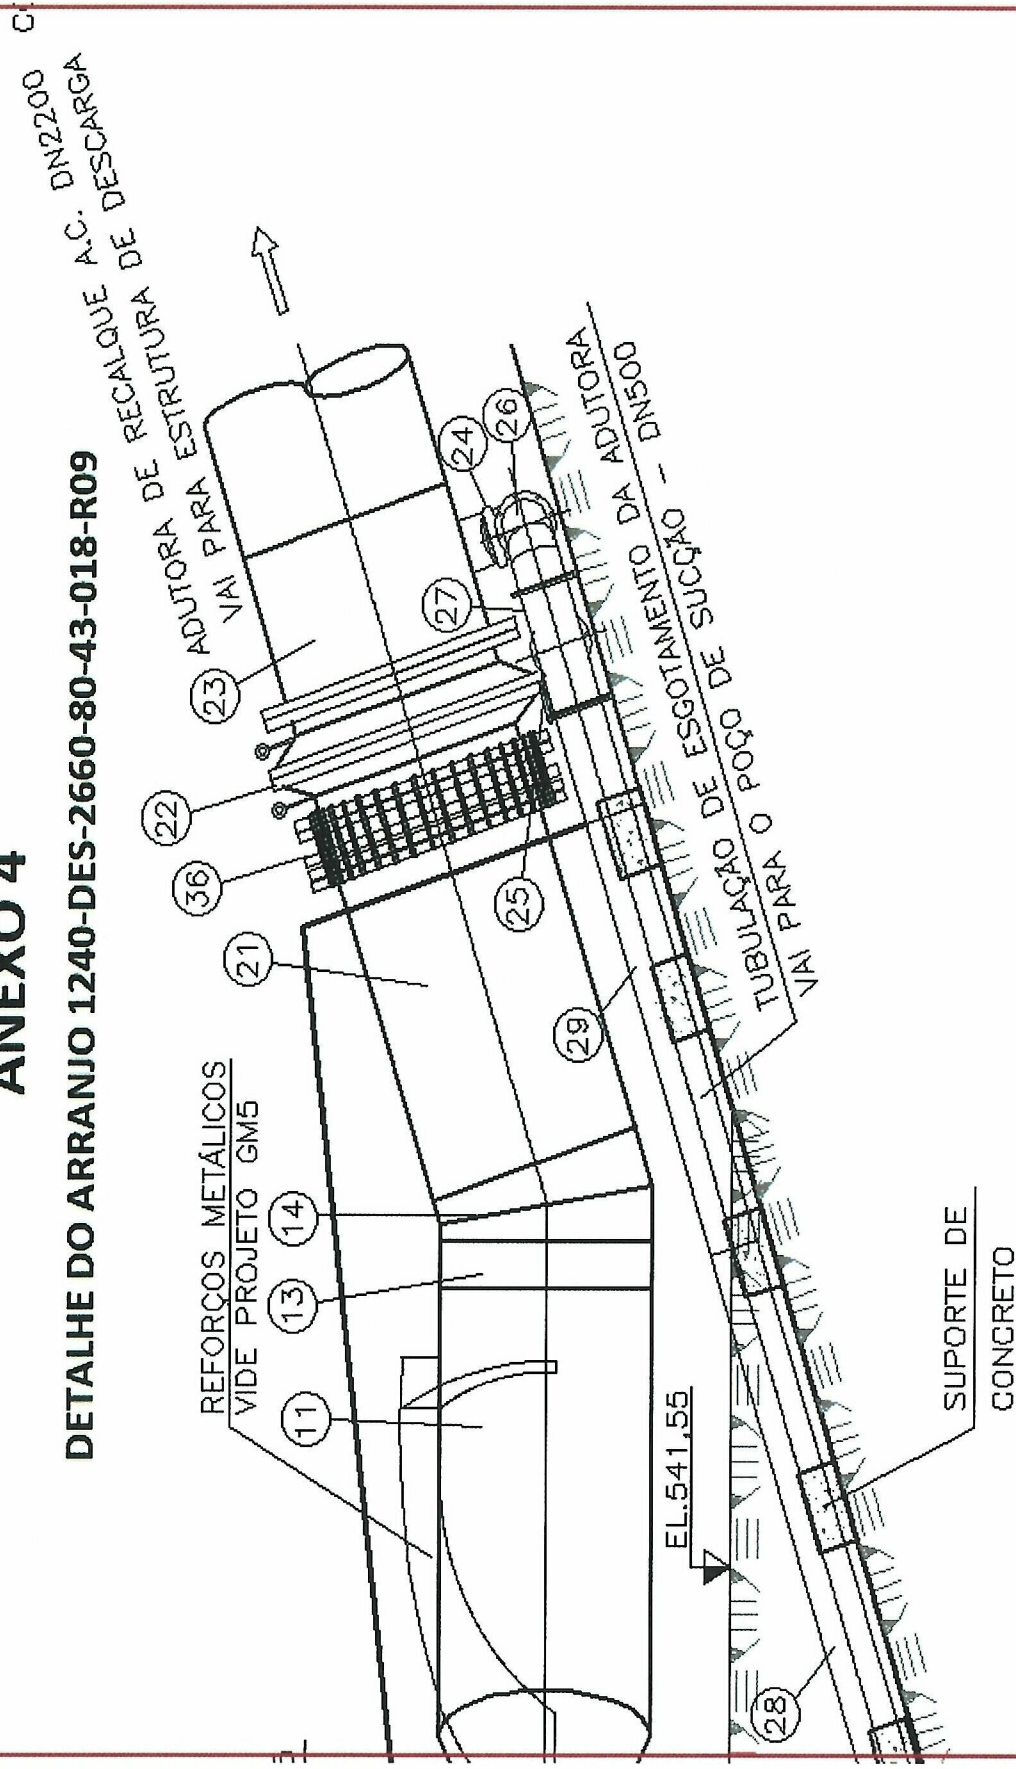 ANEXO 4
DETALHE DO ARRANJO 1240-DES-2660-80-43-018-R09
REFORÇOS METÁLICOS
VIDE PROJETO GM5
ADUTORA DE RECALQUE A.C. DN2200
VAI PARA ESTRUTURA DE DESCARGA
11
13
14
21
36
22
23
25
27
24
26
29
28
EL.541,55
TUBULAÇÃO DE ESGOTAMENTO DA ADUTORA
VAI PARA O POÇO DE SUCÇÃO - DN500
SUPORTE DE
CONCRETO